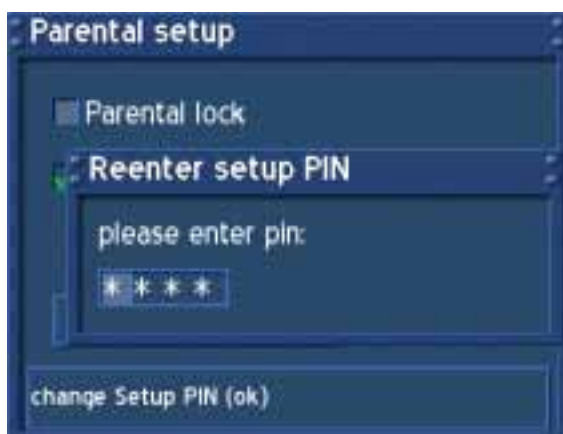 Parental setup
Parental lock
Reenter setup PIN
please enter pin:
* * * *
change Setup PIN (ok)